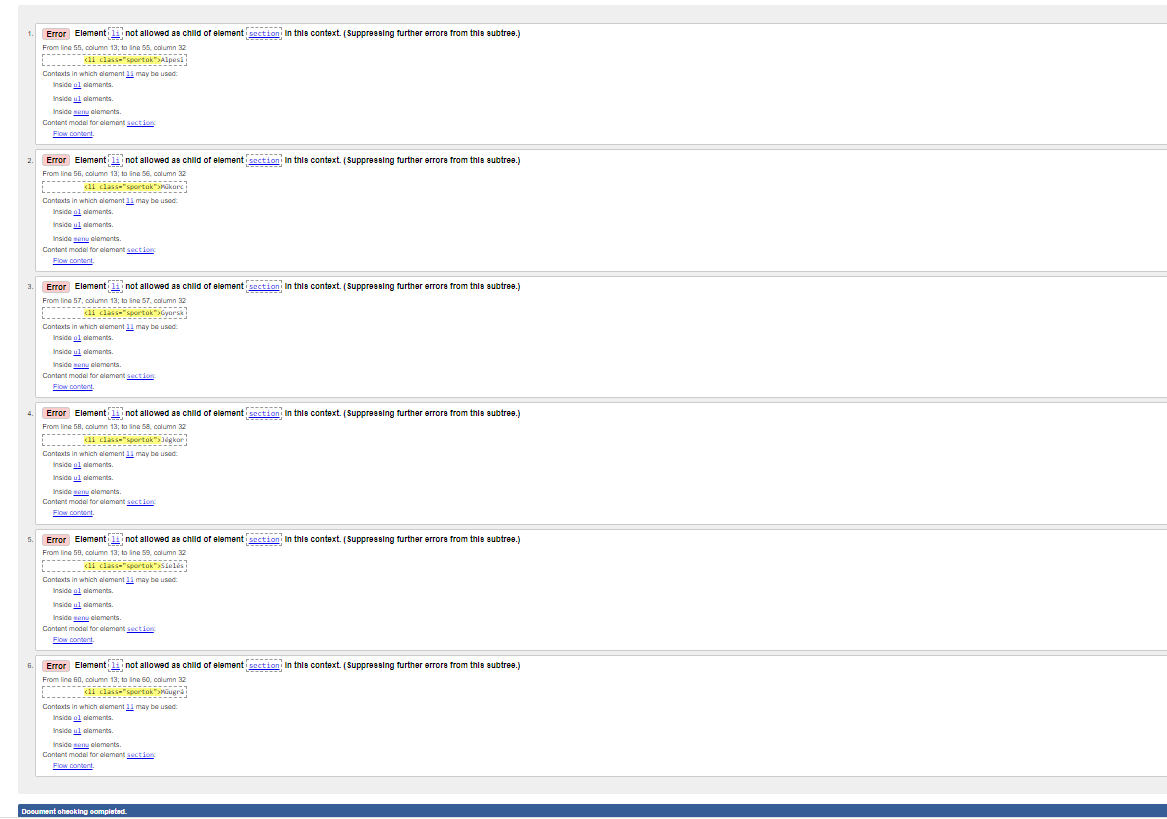 1. Error Element li not allowed as child of element section in this context. (Suppressing further errors from this subtree.)
From line 55, column 13; to line 55, column 32
<li class="sportok">Alpesi
Contexts in which element li may be used:
Inside ol elements.
Inside ul elements.
Inside menu elements.
Content model for element section:
Flow content.
2. Error Element li not allowed as child of element section in this context. (Suppressing further errors from this subtree.)
From line 56, column 13; to line 56, column 32
<li class="sportok">Műkorc
Contexts in which element li may be used:
Inside ol elements.
Inside ul elements.
Inside menu elements.
Content model for element section:
Flow content.
3. Error Element li not allowed as child of element section in this context. (Suppressing further errors from this subtree.)
From line 57, column 13; to line 57, column 32
<li class="sportok">Gyorsk
Contexts in which element li may be used:
Inside ol elements.
Inside ul elements.
Inside menu elements.
Content model for element section:
Flow content.
4. Error Element li not allowed as child of element section in this context. (Suppressing further errors from this subtree.)
From line 58, column 13; to line 58, column 32
<li class="sportok">Jégkor
Contexts in which element li may be used:
Inside ol elements.
Inside ul elements.
Inside menu elements.
Content model for element section:
Flow content.
5. Error Element li not allowed as child of element section in this context. (Suppressing further errors from this subtree.)
From line 59, column 13; to line 59, column 32
<li class="sportok">Síelés
Contexts in which element li may be used:
Inside ol elements.
Inside ul elements.
Inside menu elements.
Content model for element section:
Flow content.
6. Error Element li not allowed as child of element section in this context. (Suppressing further errors from this subtree.)
From line 60, column 13; to line 60, column 32
<li class="sportok">Műugrá
Contexts in which element li may be used:
Inside ol elements.
Inside ul elements.
Inside menu elements.
Content model for element section:
Flow content.
Document checking completed.